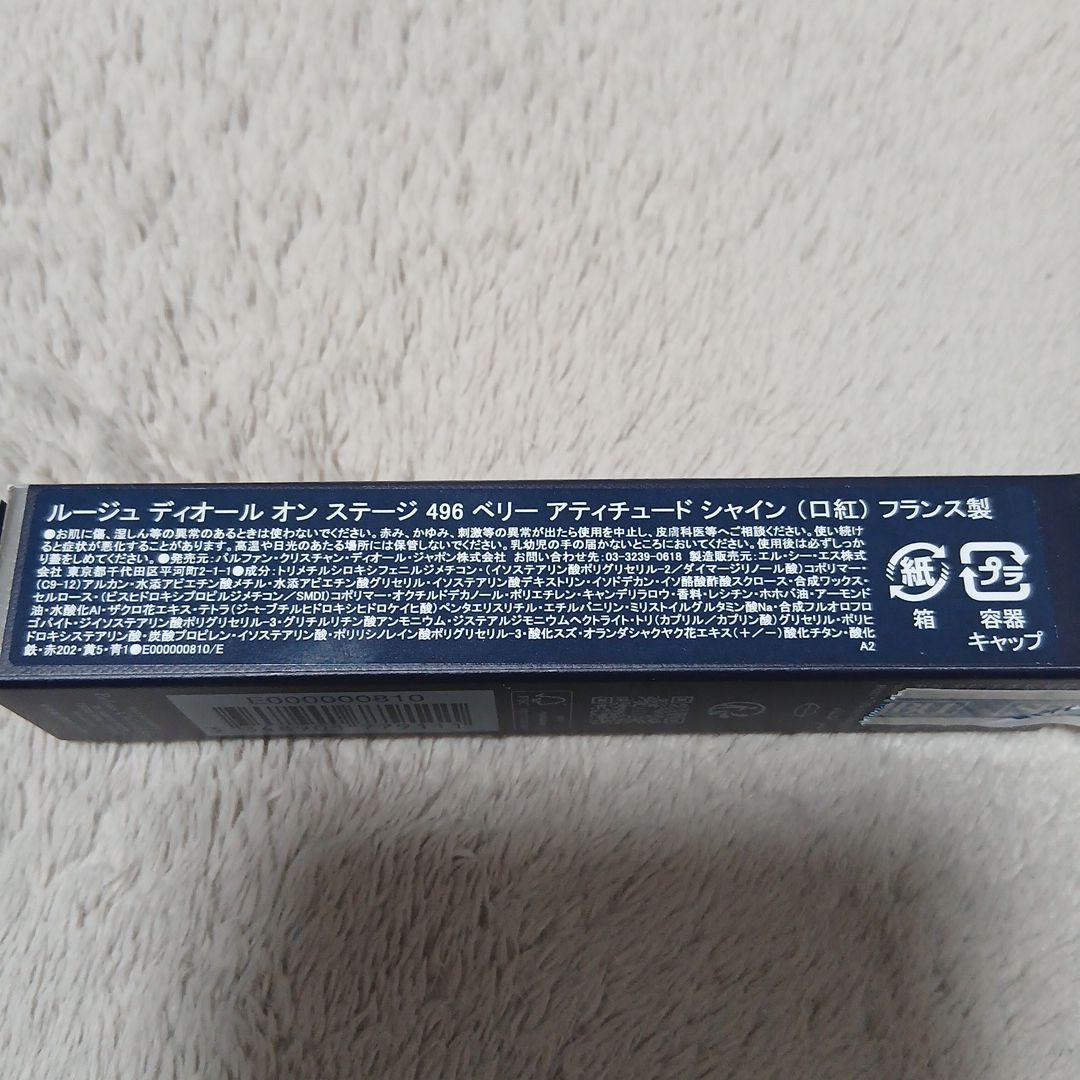 ルージュ ディオール オン ステージ 496 ベリー アティチュード シャイン（口紅）フランス製
●お肌に傷、湿しん等の異常のあるときは使わないでください。赤み、かゆみ、刺激等の異常が出たら使用を中止し、皮膚科医等へご相談ください。使い続け
ると症状が悪化することがあります。高温や日光のあたる場所には保管しないでください。乳幼児の手の届かないところにおいてください。使用後は必ずしっか
り蓋をしめてください。●発売元：パルファン・クリスチャン・ディオール・ジャポン株式会社 お問い合わせ先：03-3239-0618 製造販売元：エル・シー・エス株式
会社 東京都千代田区平河町2-1-1●成分：トリメチルシロキシフェニルジメチコン・（イソステアリン酸ポリグリセリル-2／ダイマージリノール酸）コポリマー・
(C9-12)アルカン・水添アビエチン酸メチル・水添アビエチン酸グリセリル・イソステアリン酸デキストリン・イソドデカン・イソ酪酸酢酸スクロース・合成ワックス・
セルロース・（ビスヒドロキシプロピルジメチコン／SMDI）コポリマー・オクチルドデカノール・ポリエチレン・キャンデリラロウ・香料・レシチン・ホホバ油・アーモンド
油・水酸化Al・ザクロ花エキス・テトラ（ジ-t-ブチルヒドロキシヒドロケイヒ酸）ペンタエリスリチル・エチルバニリン・ミリストイルグルタミン酸Na・合成フルオロフロ
ゴパイト・ジイソステアリン酸ポリグリセリル-3・グリチルリチン酸アンモニウム・ジステアルジモニウムヘクトライト・トリ（カプリル／カプリン酸）グリセリル・ポリヒ
ドロキシステアリン酸・炭酸プロピレン・イソステアリン酸・ポリリシノレイン酸ポリグリセリル-3・酸化スズ・オランダシャクヤク花エキス（＋／－）酸化チタン・酸化
鉄・赤202・黄5・青1●E000000810/E
A2
紙
箱
プラ
容器
キャップ
E000000810